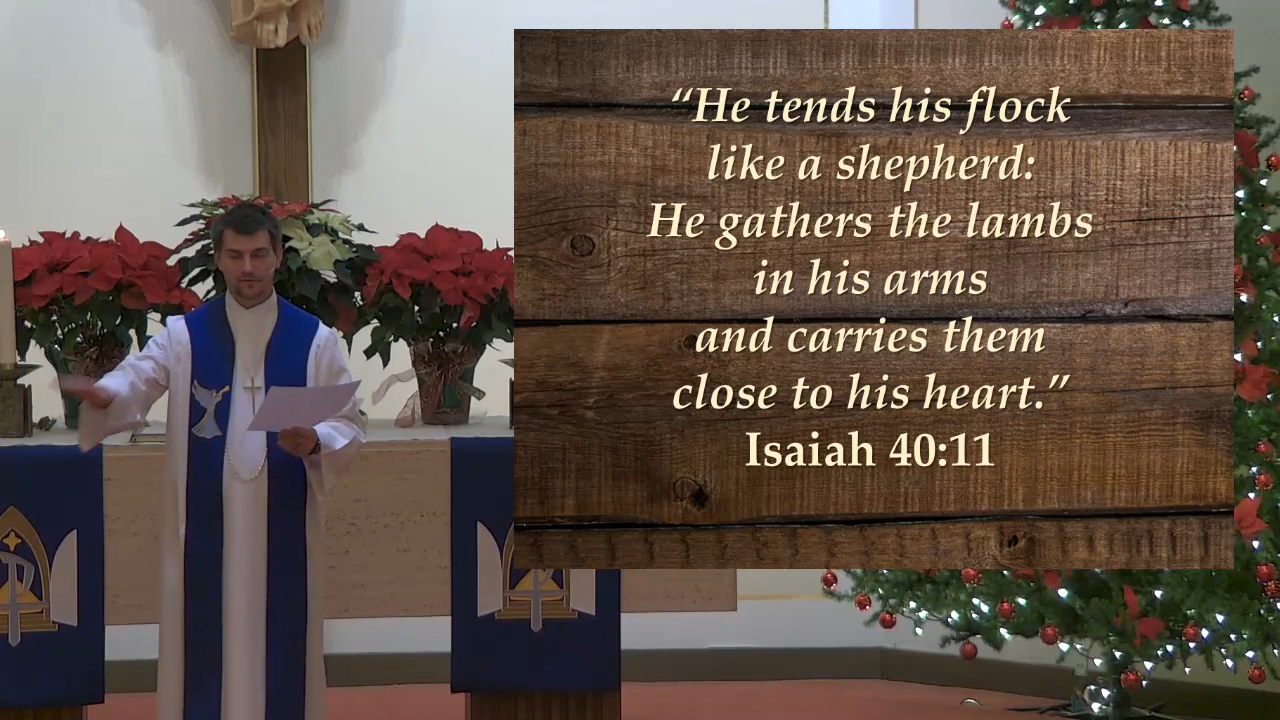 “He tends his flock
like a shepherd:
He gathers the lambs
in his arms
and carries them
close to his heart.”
Isaiah 40:11